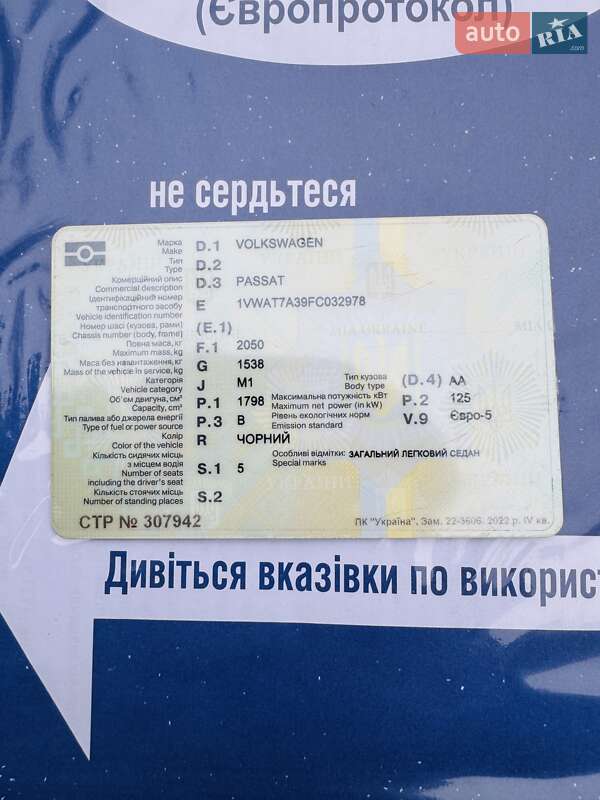 (Європротокол)
auto RIA.com
не сердьтеся
Марка
Make D.1 VOLKSWAGEN
Тип
Type D.2
Комерційний опис
Commercial description D.3 PASSAT
Ідентифікаційний номер
транспортного засобу
Vehicle identification number E 1VWAT7A39FC032978
Номер шасі (кузова, рами)
Chassis number (body, frame) (E.1)
Повна маса, кг
Maximum mass, kg F.1 2050
Маса без навантаження, кг
Mass of the vehicle in service, kg G 1538
Категорія
Vehicle category J M1
Тип кузова
Body type (D.4) АА
Об'єм двигуна, см³
Capacity, cm³ P.1 1798
Максимальна потужність кВт
Maximum net power (in kW) P.2 125
Тип палива або джерела енергії
Type of fuel or power source P.3 B
Рівень екологічних норм
Emission standard V.9 Євро-5
Колір
Color of the vehicle R ЧОРНИЙ
Кількість сидячих місць
з місцем водія
Number of seats
including the driver's seat S.1 5
Особливі відмітки: ЗАГАЛЬНИЙ ЛЕГКОВИЙ СЕДАН
Special marks
Кількість стоячих місць
Number of standing places S.2
СТР № 307942
ПК "Україна". Зам. 22-3606. 2022 р. IV кв.
Дивіться вказівки по викорис